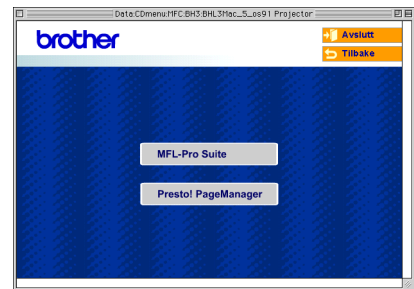 Data:CDmenu:MFC:BH3:BHL3Mac_5_os91 Projector
brother
Avslutt
Tilbake
MFL-Pro Suite
Presto! PageManager